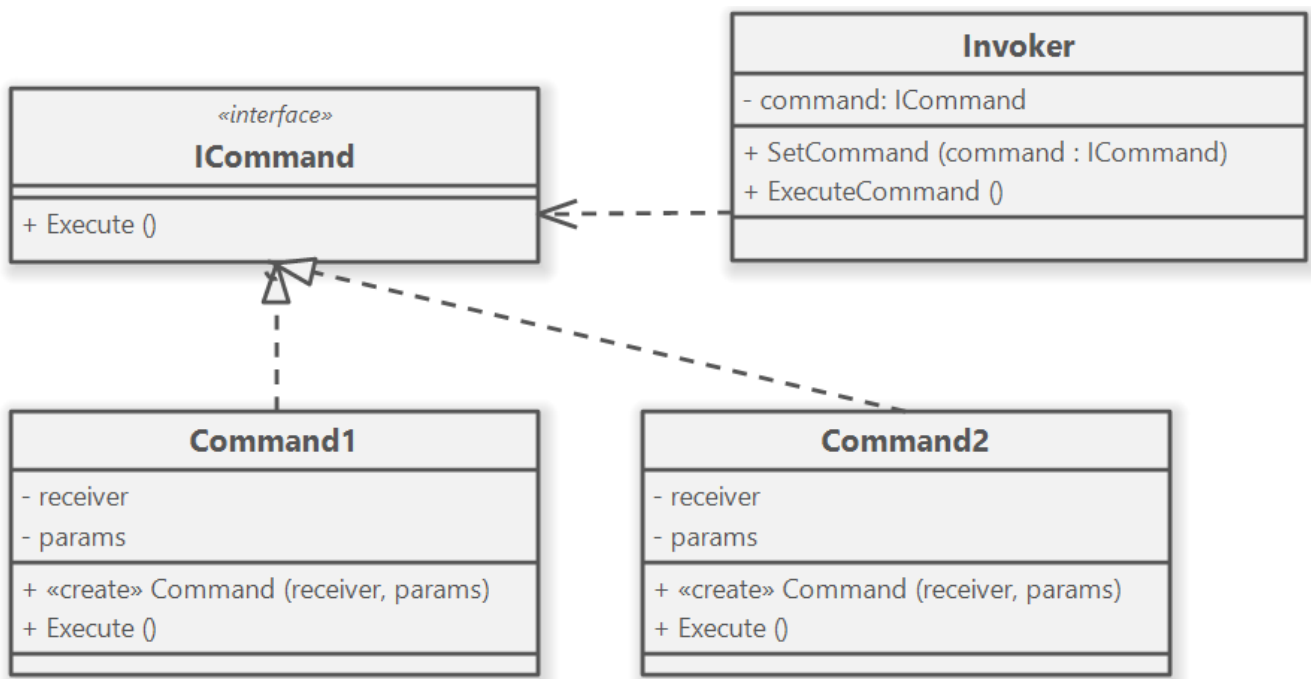 «interface»
ICommand
+ Execute ()
Invoker
- command: ICommand
+ SetCommand (command : ICommand)
+ ExecuteCommand ()
Command1
- receiver
- params
+ «create» Command (receiver, params)
+ Execute ()
Command2
- receiver
- params
+ «create» Command (receiver, params)
+ Execute ()